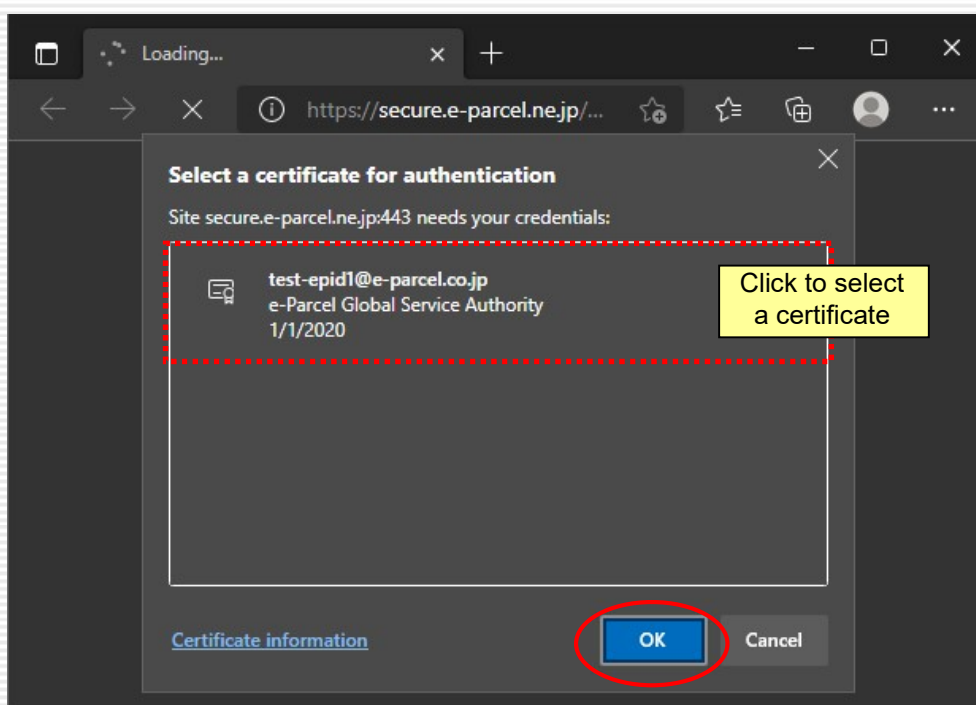 Loading...
https://secure.e-parcel.ne.jp/...
Select a certificate for authentication
Site secure.e-parcel.ne.jp:443 needs your credentials:
test-epid1@e-parcel.co.jp
e-Parcel Global Service Authority
1/1/2020
Click to select
a certificate
Certificate information
OK
Cancel